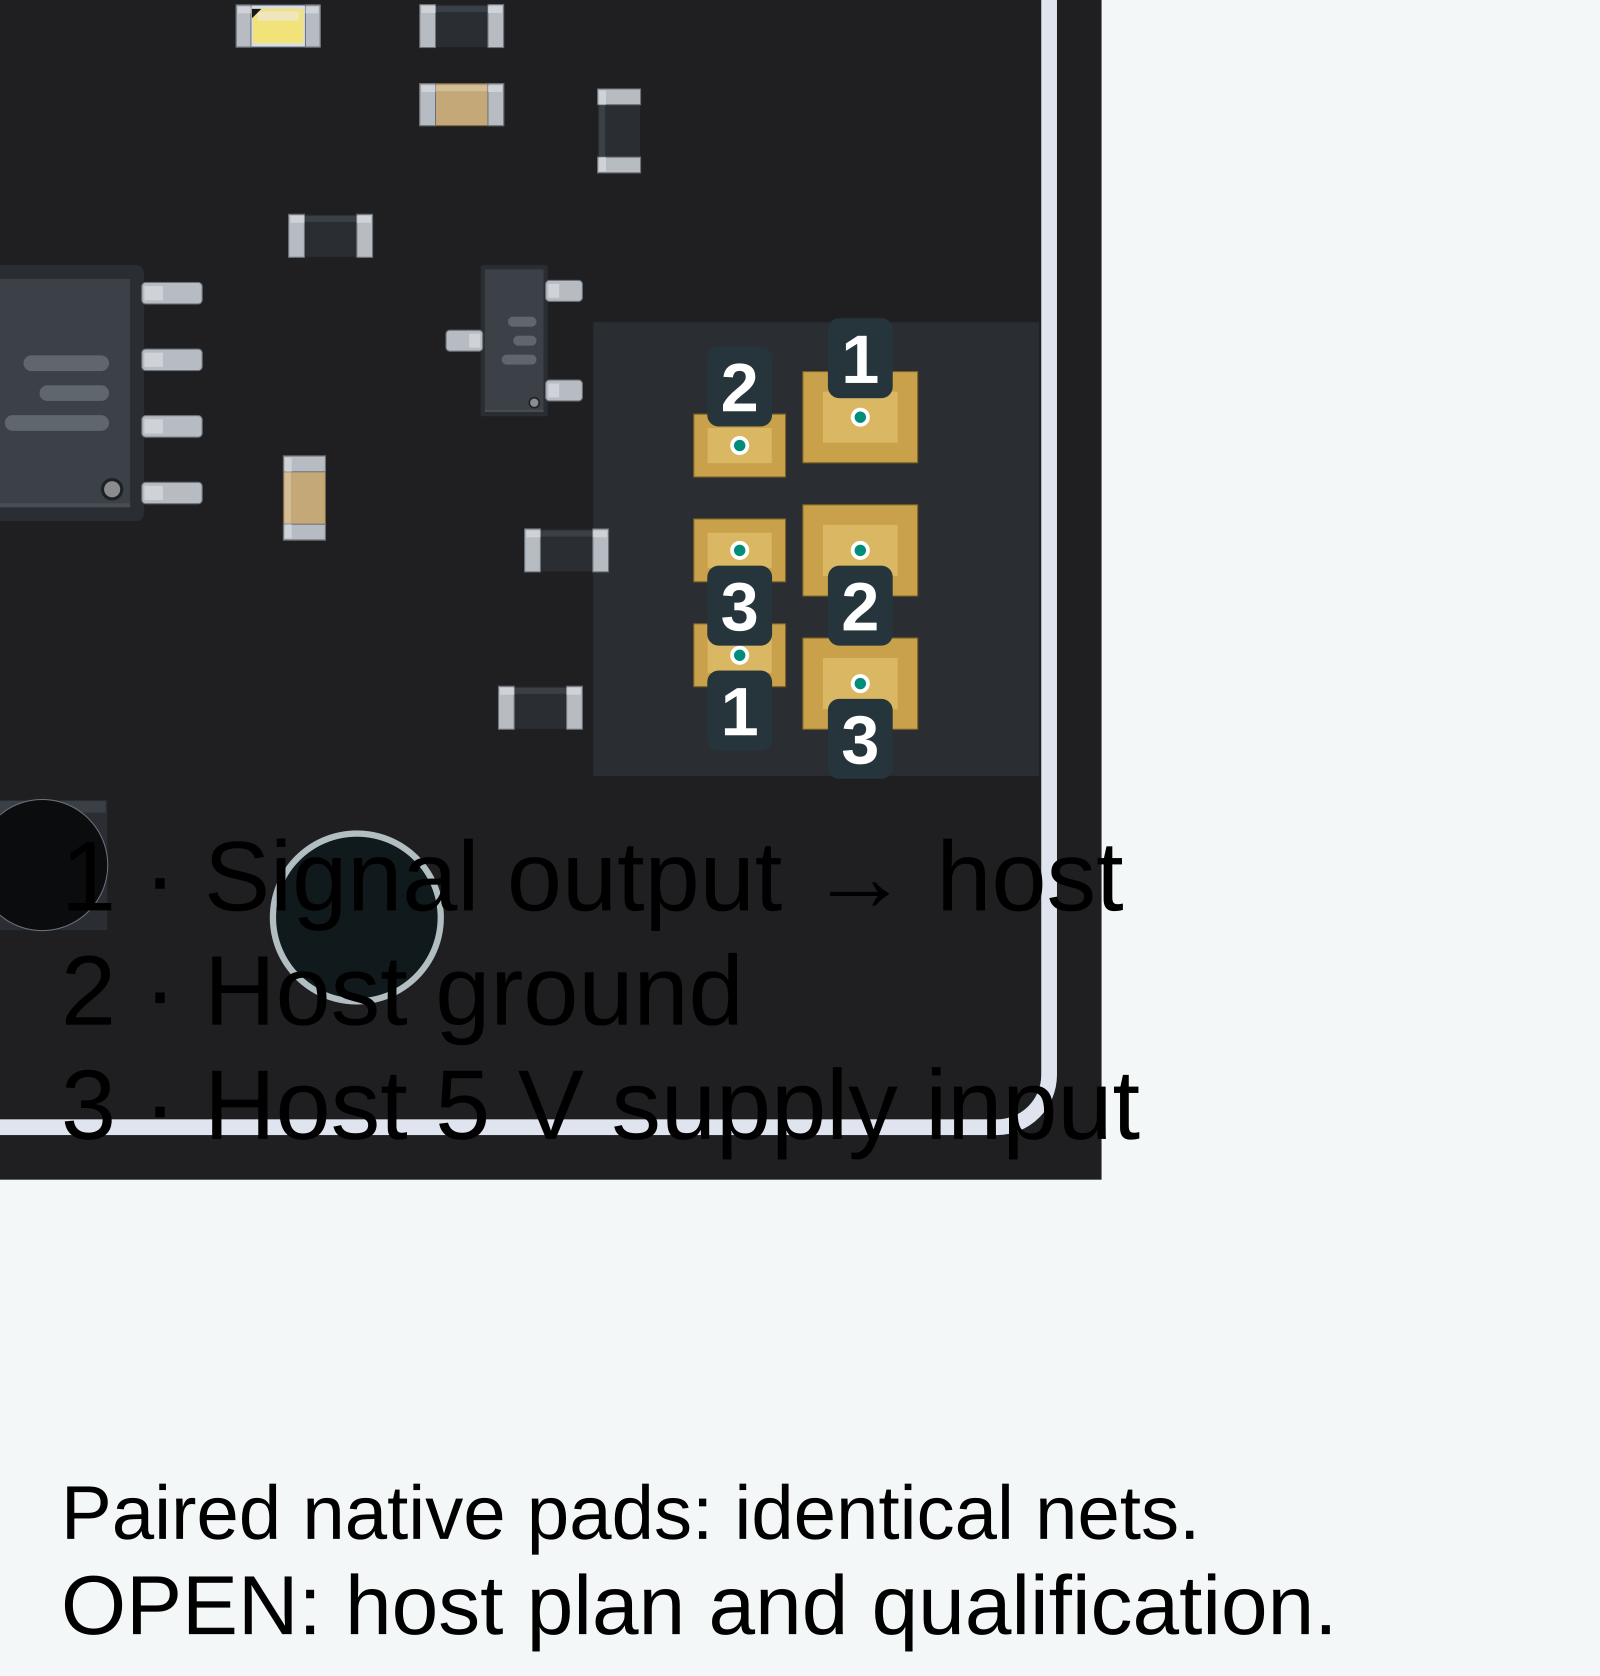 1
2
3
2
3
1
1 · Signal output → host
2 · Host ground
3 · Host 5 V supply input
Paired native pads: identical nets.
OPEN: host plan and qualification.